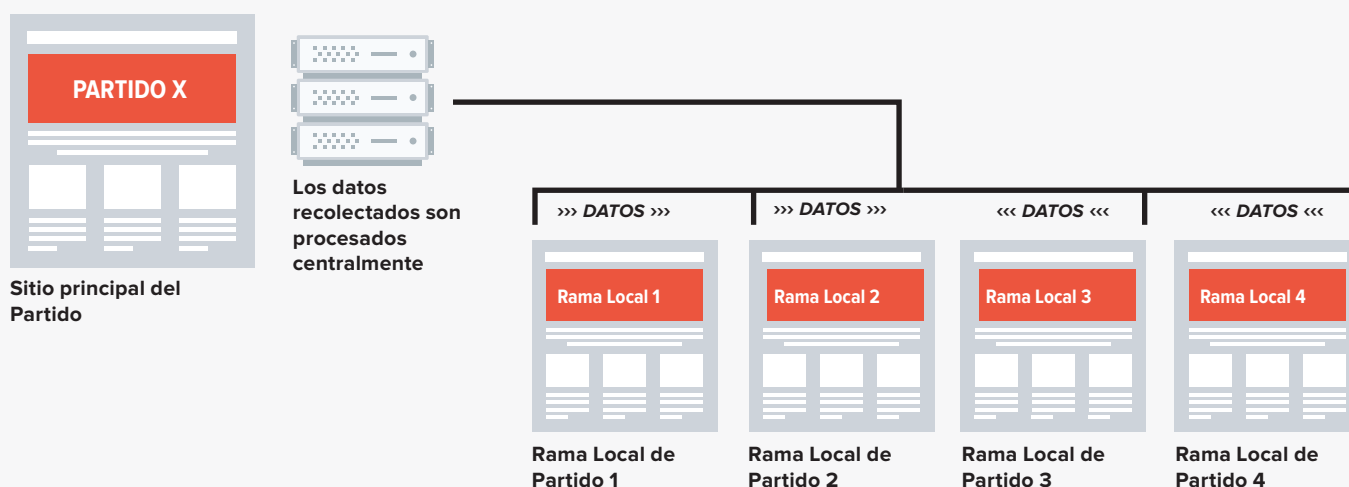 PARTIDO X
Sitio principal del
Partido
Los datos
recolectados son
procesados
centralmente
››› DATOS ›››
››› DATOS ›››
‹‹‹ DATOS ‹‹‹
‹‹‹ DATOS ‹‹‹
Rama Local 1
Rama Local 2
Rama Local 3
Rama Local 4
Rama Local de
Partido 1
Rama Local de
Partido 2
Rama Local de
Partido 3
Rama Local de
Partido 4